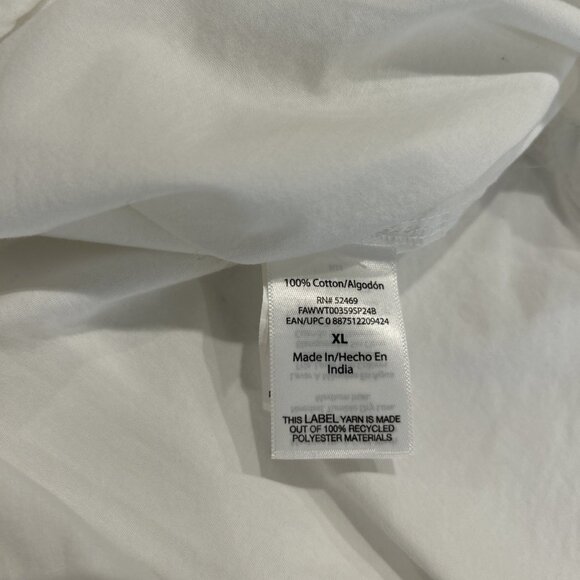 100% Cotton/Algodón
RN# 52469
FAWWT00359SP24B
EAN/UPC 0 887512209424
XL
Made In/Hecho En
India
THIS LABEL YARN IS MADE
OUT OF 100% RECYCLED
POLYESTER MATERIALS